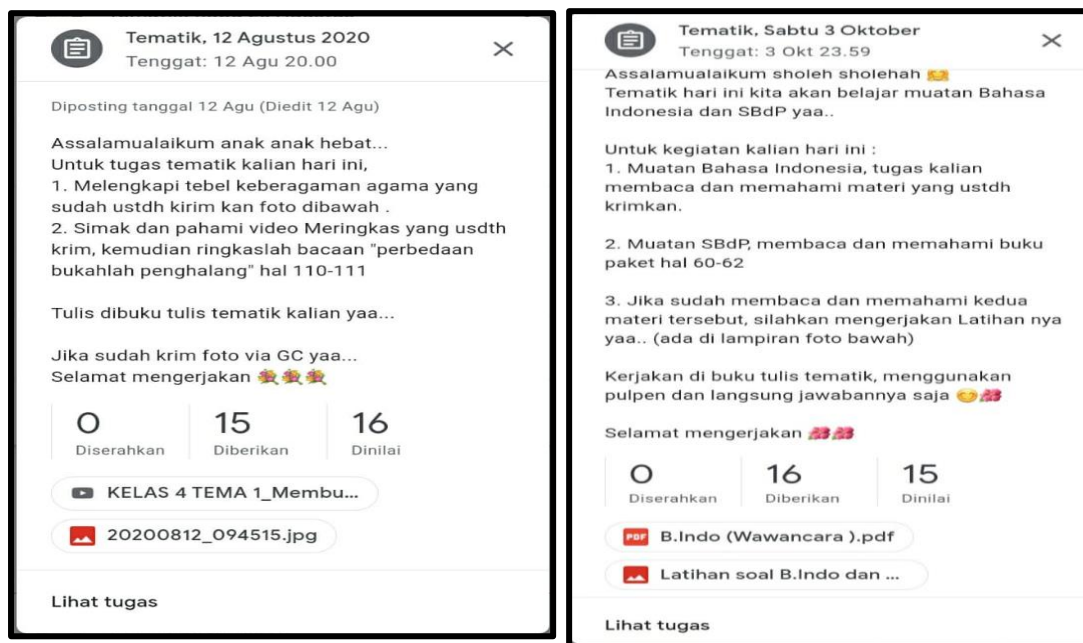 Tematik, 12 Agustus 2020
Tenggat: 12 Agu 20.00
Diposting tanggal 12 Agu (Diedit 12 Agu)
Assalamualaikum anak anak hebat...
Untuk tugas tematik kalian hari ini,
1. Melengkapi tebel keberagaman agama yang
sudah ustdh kirim kan foto dibawah .
2. Simak dan pahami video Meringkas yang usdth
krim, kemudian ringkaslah bacaan "perbedaan
bukahlah penghalang" hal 110-111
Tulis dibuku tulis tematik kalian yaa...
Jika sudah krim foto via GC yaa...
Selamat mengerjakan 💐💐💐
0 15 16
Diserahkan Diberikan Dinilai
KELAS 4 TEMA 1_Membu...
20200812_094515.jpg
Lihat tugas
Tematik, Sabtu 3 Oktober
Tenggat: 3 Okt 23.59
Assalamualaikum sholeh sholehah 😊
Tematik hari ini kita akan belajar muatan Bahasa
Indonesia dan SBdP yaa..
Untuk kegiatan kalian hari ini :
1. Muatan Bahasa Indonesia, tugas kalian
membaca dan memahami materi yang ustdh
krimkan.
2. Muatan SBdP, membaca dan memahami buku
paket hal 60-62
3. Jika sudah membaca dan memahami kedua
materi tersebut, silahkan mengerjakan Latihan nya
yaa.. (ada di lampiran foto bawah)
Kerjakan di buku tulis tematik, menggunakan
pulpen dan langsung jawabannya saja 😊🌺
Selamat mengerjakan 🌺🌺
0 16 15
Diserahkan Diberikan Dinilai
PDF B.Indo (Wawancara ).pdf
Latihan soal B.Indo dan ...
Lihat tugas